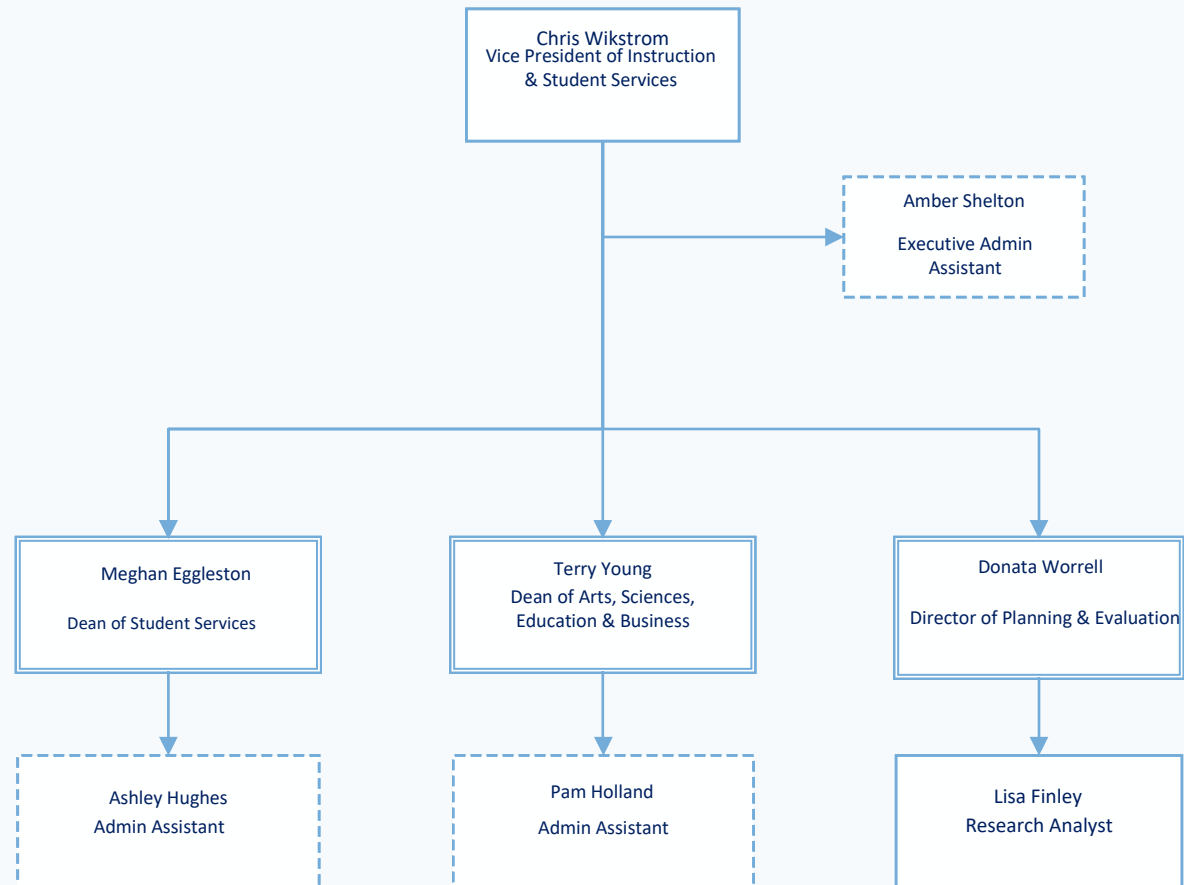 Chris Wikstrom
Vice President of Instruction
& Student Services
Amber Shelton
Executive Admin
Assistant
Meghan Eggleston
Dean of Student Services
Terry Young
Dean of Arts, Sciences,
Education & Business
Donata Worrell
Director of Planning & Evaluation
Ashley Hughes
Admin Assistant
Pam Holland
Admin Assistant
Lisa Finley
Research Analyst